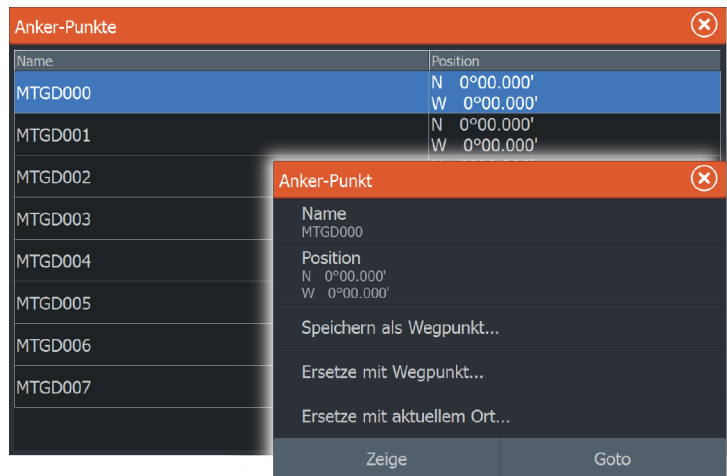 Anker-Punkte
Name Position
MTGD000 N 0°00.000'
W 0°00.000'
MTGD001 N 0°00.000'
W 0°00.000'
MTGD002
MTGD003
MTGD004
MTGD005
MTGD006
MTGD007
Anker-Punkt
Name
MTGD000
Position
N 0°00.000'
W 0°00.000'
Speichern als Wegpunkt...
Ersetze mit Wegpunkt...
Ersetze mit aktuellem Ort...
Zeige Goto